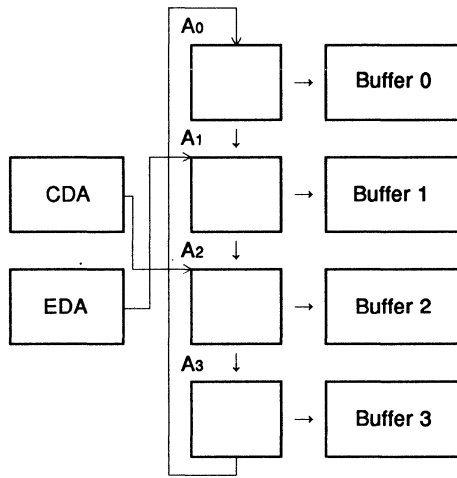 A0
Buffer 0
A1
CDA
Buffer 1
A2
EDA
Buffer 2
A3
Buffer 3